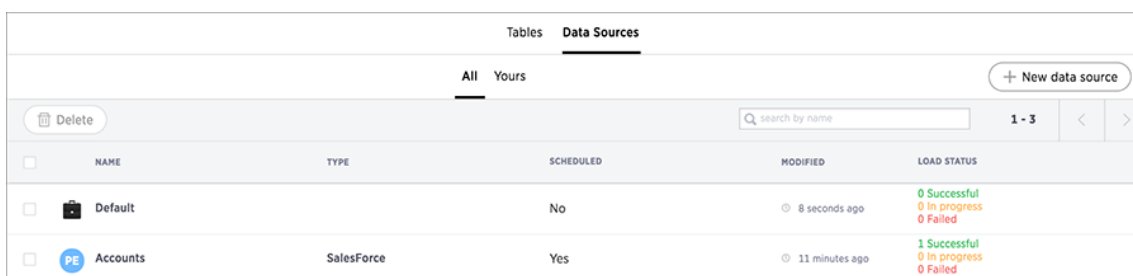 Tables Data Sources
All Yours
+ New data source
Delete
search by name
1 - 3
NAME TYPE SCHEDULED MODIFIED LOAD STATUS
Default No 8 seconds ago
0 Successful
0 In progress
0 Failed
PE Accounts SalesForce Yes 11 minutes ago
1 Successful
0 In progress
0 Failed